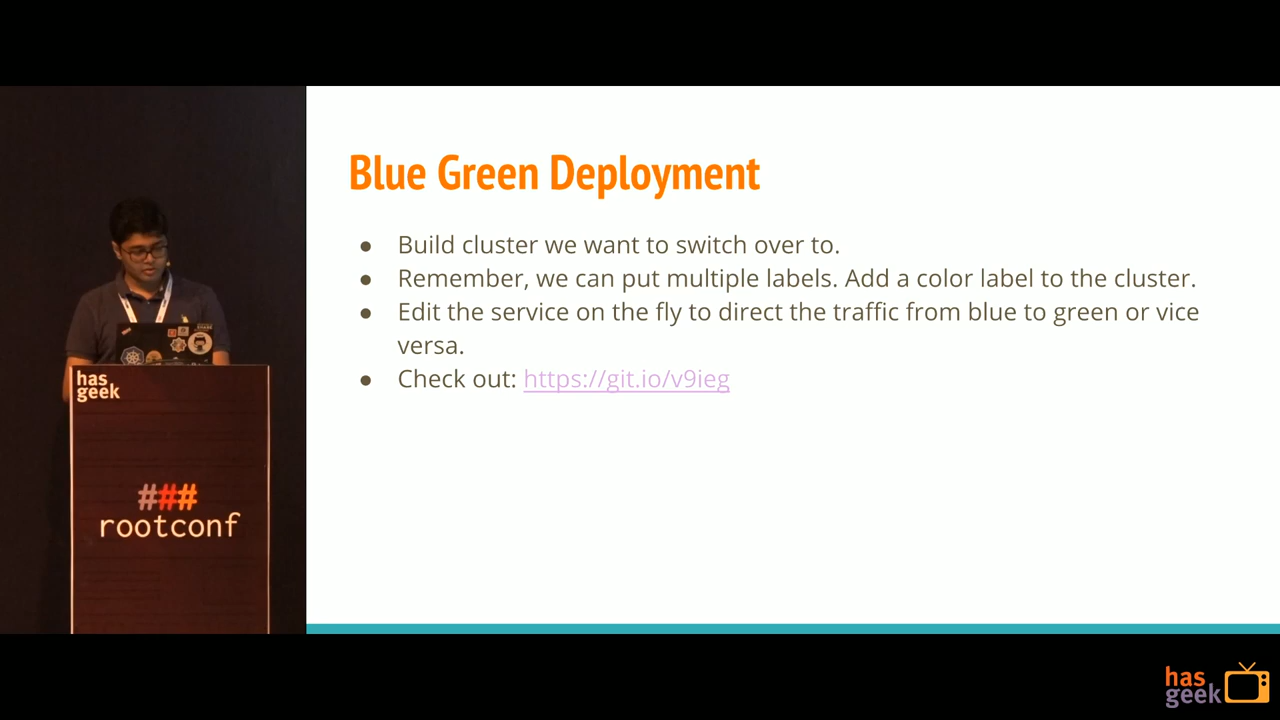 Blue Green Deployment
● Build cluster we want to switch over to.
● Remember, we can put multiple labels. Add a color label to the cluster.
● Edit the service on the fly to direct the traffic from blue to green or vice
versa.
● Check out: https://git.io/v9ieg
has
geek
###
rootconf
has
geek